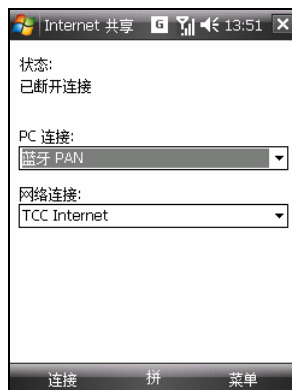 Internet 共享 G 13:51
状态:
已断开连接
PC 连接:
蓝牙 PAN
网络连接:
TCC Internet
连接 拼 菜单